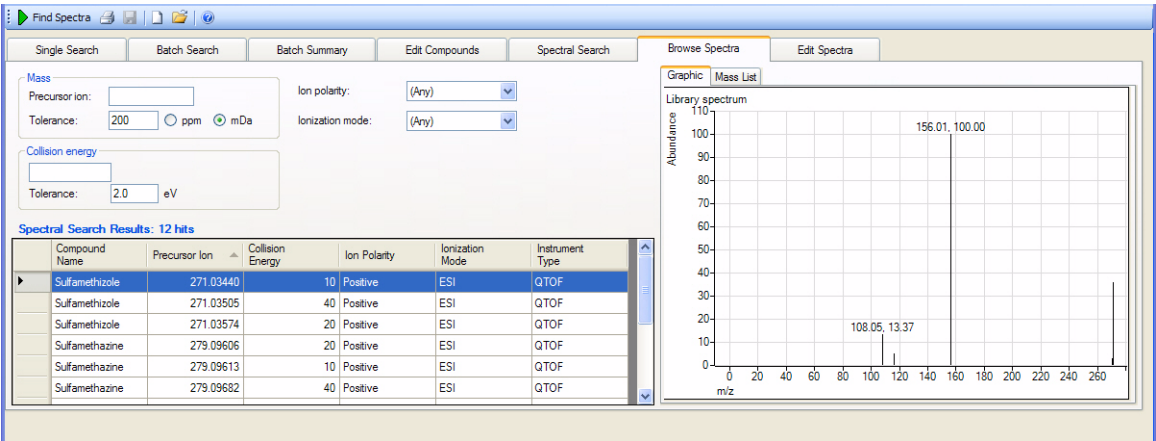 Find Spectra
Single Search Batch Search Batch Summary Edit Compounds Spectral Search Browse Spectra Edit Spectra
Mass
Precursor ion:
Tolerance: 200 ppm mDa
Ion polarity: (Any)
Ionization mode: (Any)
Collision energy
Tolerance: 2.0 eV
Spectral Search Results: 12 hits
Compound Name Precursor Ion Collision Energy Ion Polarity Ionization Mode Instrument Type
Sulfamethizole 271.03440 10 Positive ESI QTOF
Sulfamethizole 271.03505 40 Positive ESI QTOF
Sulfamethizole 271.03574 20 Positive ESI QTOF
Sulfamethazine 279.09606 20 Positive ESI QTOF
Sulfamethazine 279.09613 10 Positive ESI QTOF
Sulfamethazine 279.09682 40 Positive ESI QTOF
Graphic Mass List
Library spectrum
Abundance
110
100
90
80
70
60
50
40
30
20
10
0
156.01, 100.00
108.05, 13.37
0 20 40 60 80 100 120 140 160 180 200 220 240 260
m/z